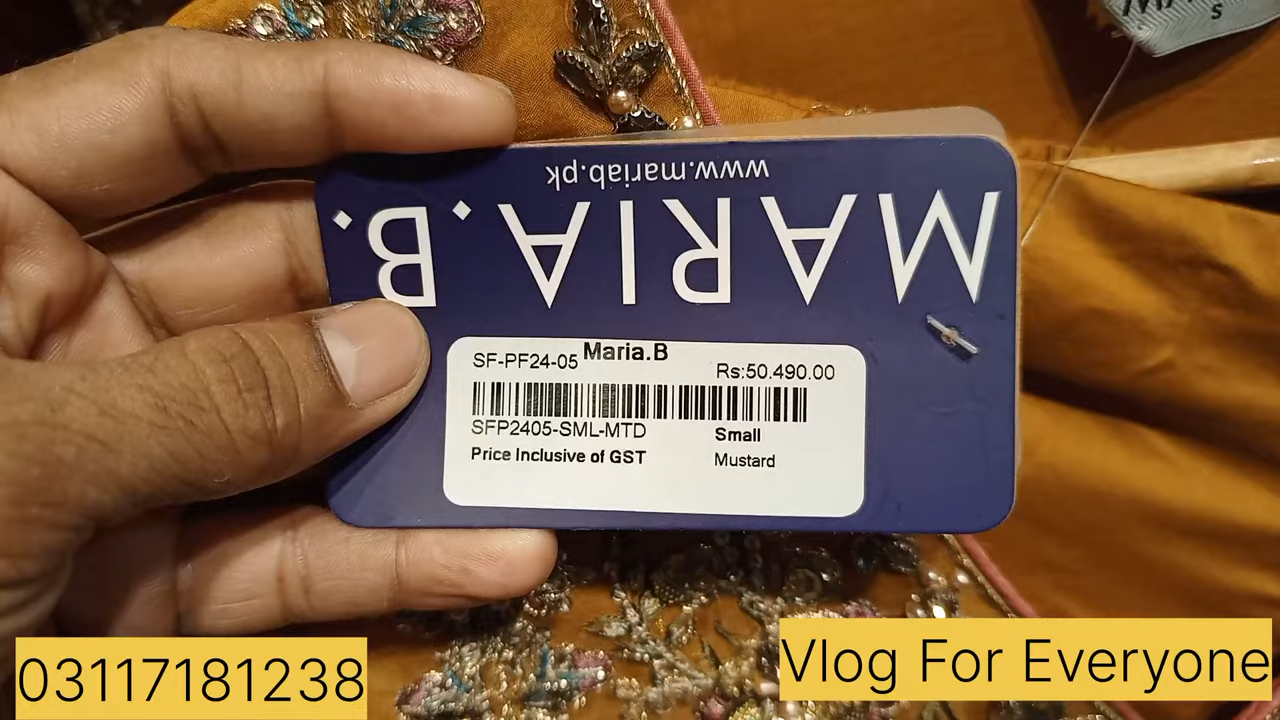 S
www.mariab.pk
MARIA.B.
SF-PF24-05 Maria.B Rs:50.490.00
SFP2405-SML-MTD Small
Price Inclusive of GST Mustard
03117181238
Vlog For Everyone